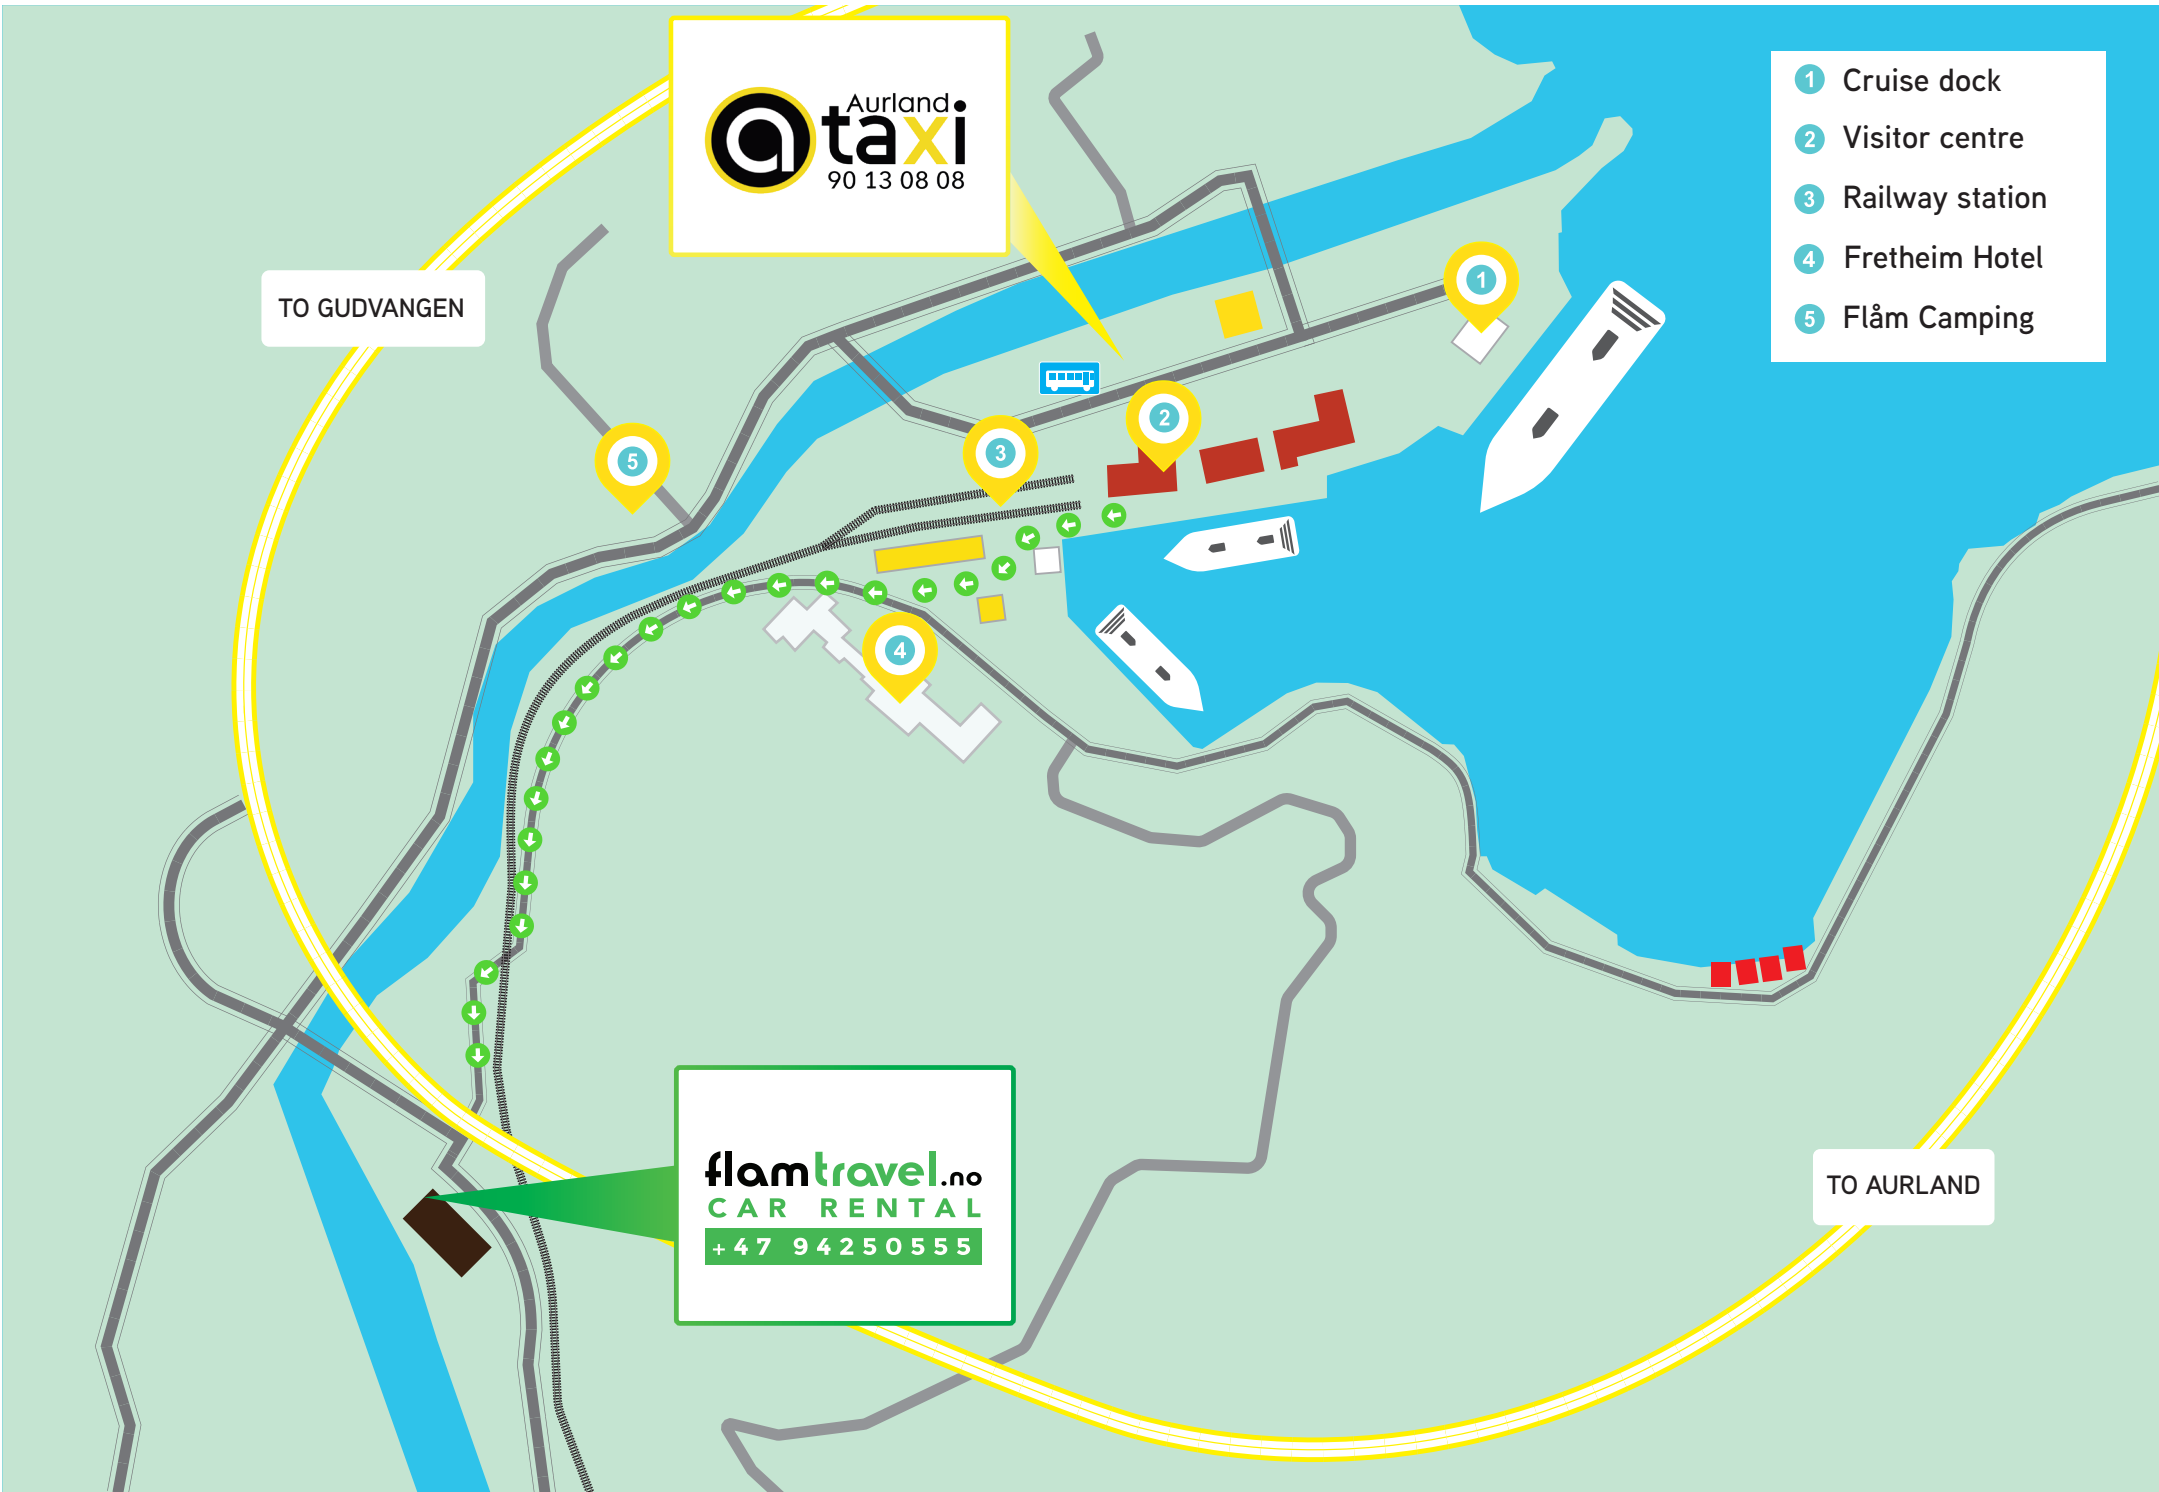 Aurland
taxi
90 13 08 08
1 Cruise dock
2 Visitor centre
3 Railway station
4 Fretheim Hotel
5 Flåm Camping
TO GUDVANGEN
1
2
3
5
4
flamtravel.no
CAR RENTAL
+47 94250555
TO AURLAND